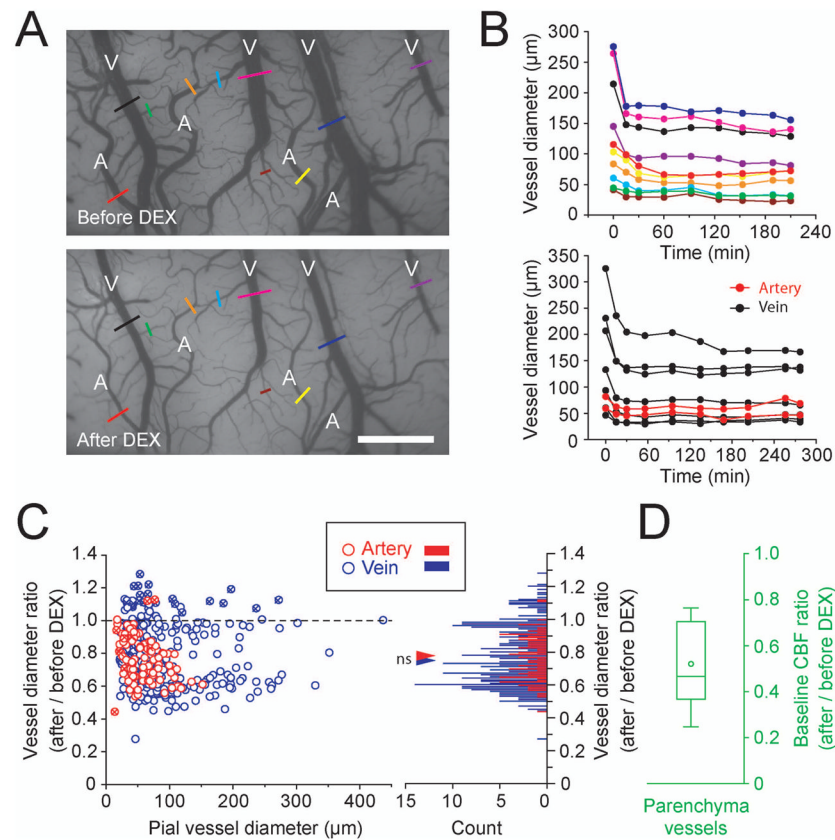 A
V
V
V
V
A
A
A
A
Before DEX
V
V
V
V
A
A
A
A
After DEX
B
Vessel diameter (µm)
300
250
200
150
100
50
0
0 60 120 180 240
Time (min)
Vessel diameter (µm)
350
300
250
200
150
100
50
0
Artery
Vein
0 60 120 180 240 300
Time (min)
C
Vessel diameter ratio
(after / before DEX)
1.4
1.2
1.0
0.8
0.6
0.4
0.2
0
0 100 200 300 400
Pial vessel diameter (µm)
Artery
Vein
ns
15 10 5 0
Count
1.4
1.2
1.0
0.8
0.6
0.4
0.2
0
Vessel diameter ratio
(after / before DEX)
D
1.0
0.8
0.6
0.4
0.2
0
Baseline CBF ratio
(after / before DEX)
Parenchyma
vessels